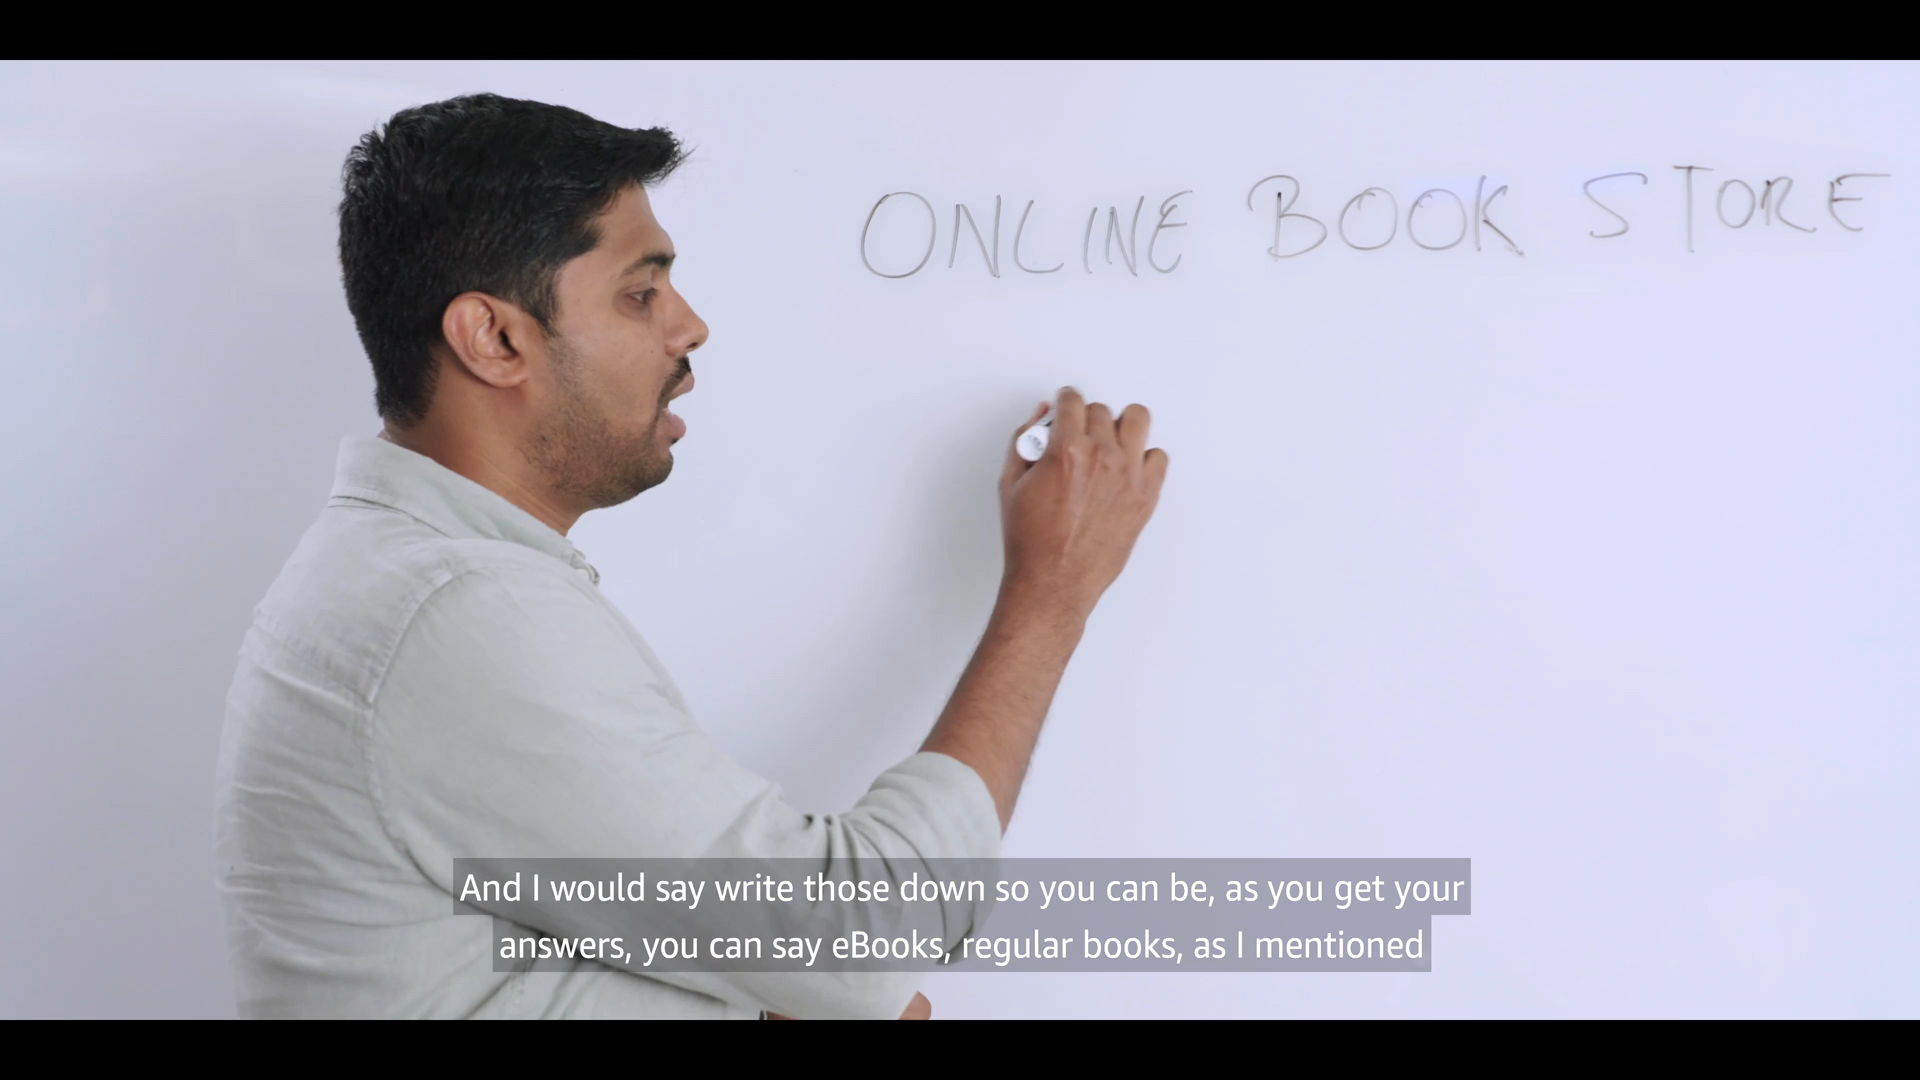 ONLINE BOOK STORE
And I would say write those down so you can be, as you get your
answers, you can say eBooks, regular books, as I mentioned